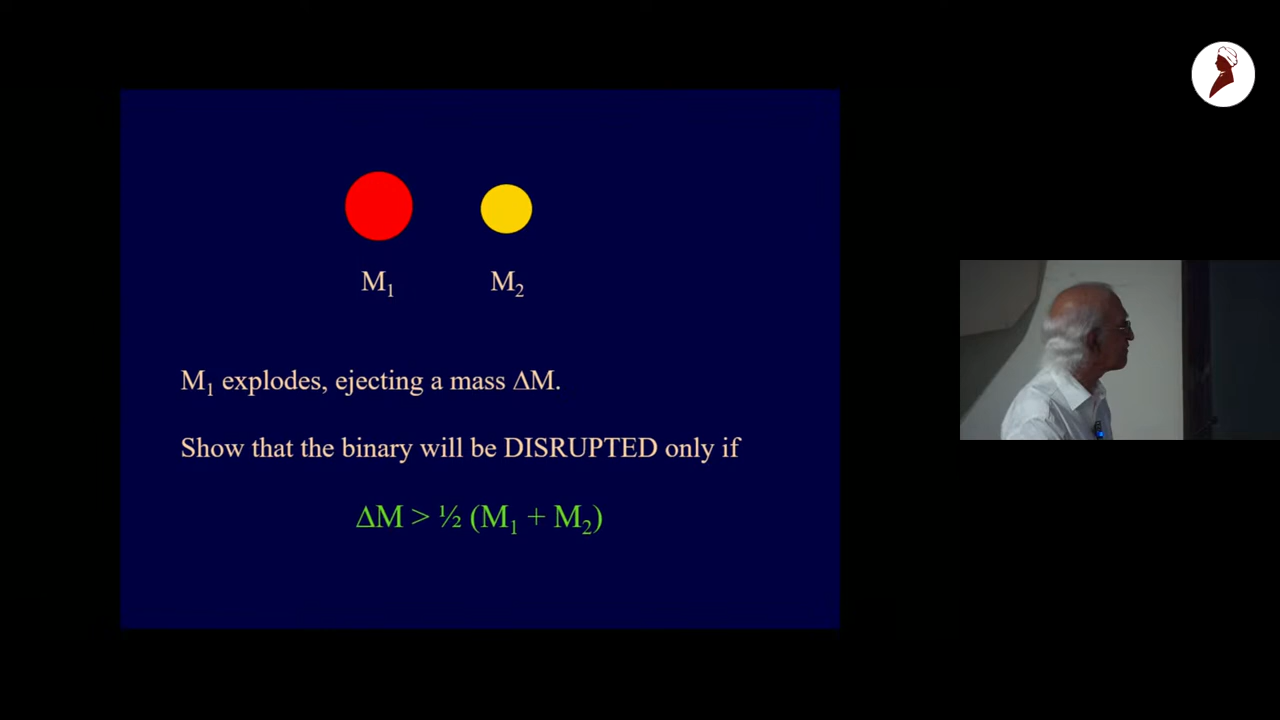 M₁ M₂
M₁ explodes, ejecting a mass ΔM.
Show that the binary will be DISRUPTED only if
ΔM > ½ (M₁ + M₂)